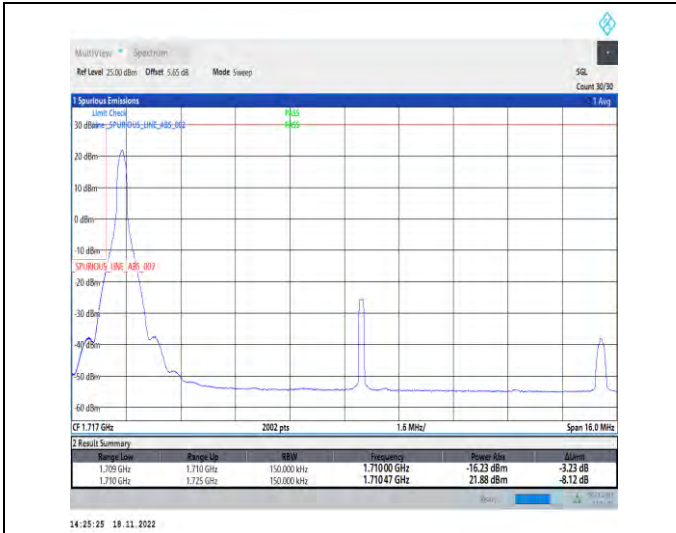 MultiView Spectrum
Ref Level 25.00 dBm Offset 5.65 dB Mode Sweep SGL
Count 30/30
1 Spurious Emissions 1 Avg
Limit Check PASS
30 dBm Line _SPURIOUS_LINE_ABS_002 PASS
20 dBm
10 dBm
0 dBm
-10 dBm
_SPURIOUS_LINE_ABS_002
-20 dBm
-30 dBm
-40 dBm
-50 dBm
-60 dBm
CF 1.717 GHz 2002 pts 1.6 MHz/ Span 16.0 MHz
2 Result Summary
Range Low Range Up RBW Frequency Power Abs ΔLimit
1.709 GHz 1.710 GHz 150.000 kHz 1.71000 GHz -16.23 dBm -3.23 dB
1.710 GHz 1.725 GHz 150.000 kHz 1.71047 GHz 21.88 dBm -8.12 dB
14:25:25 18.11.2022